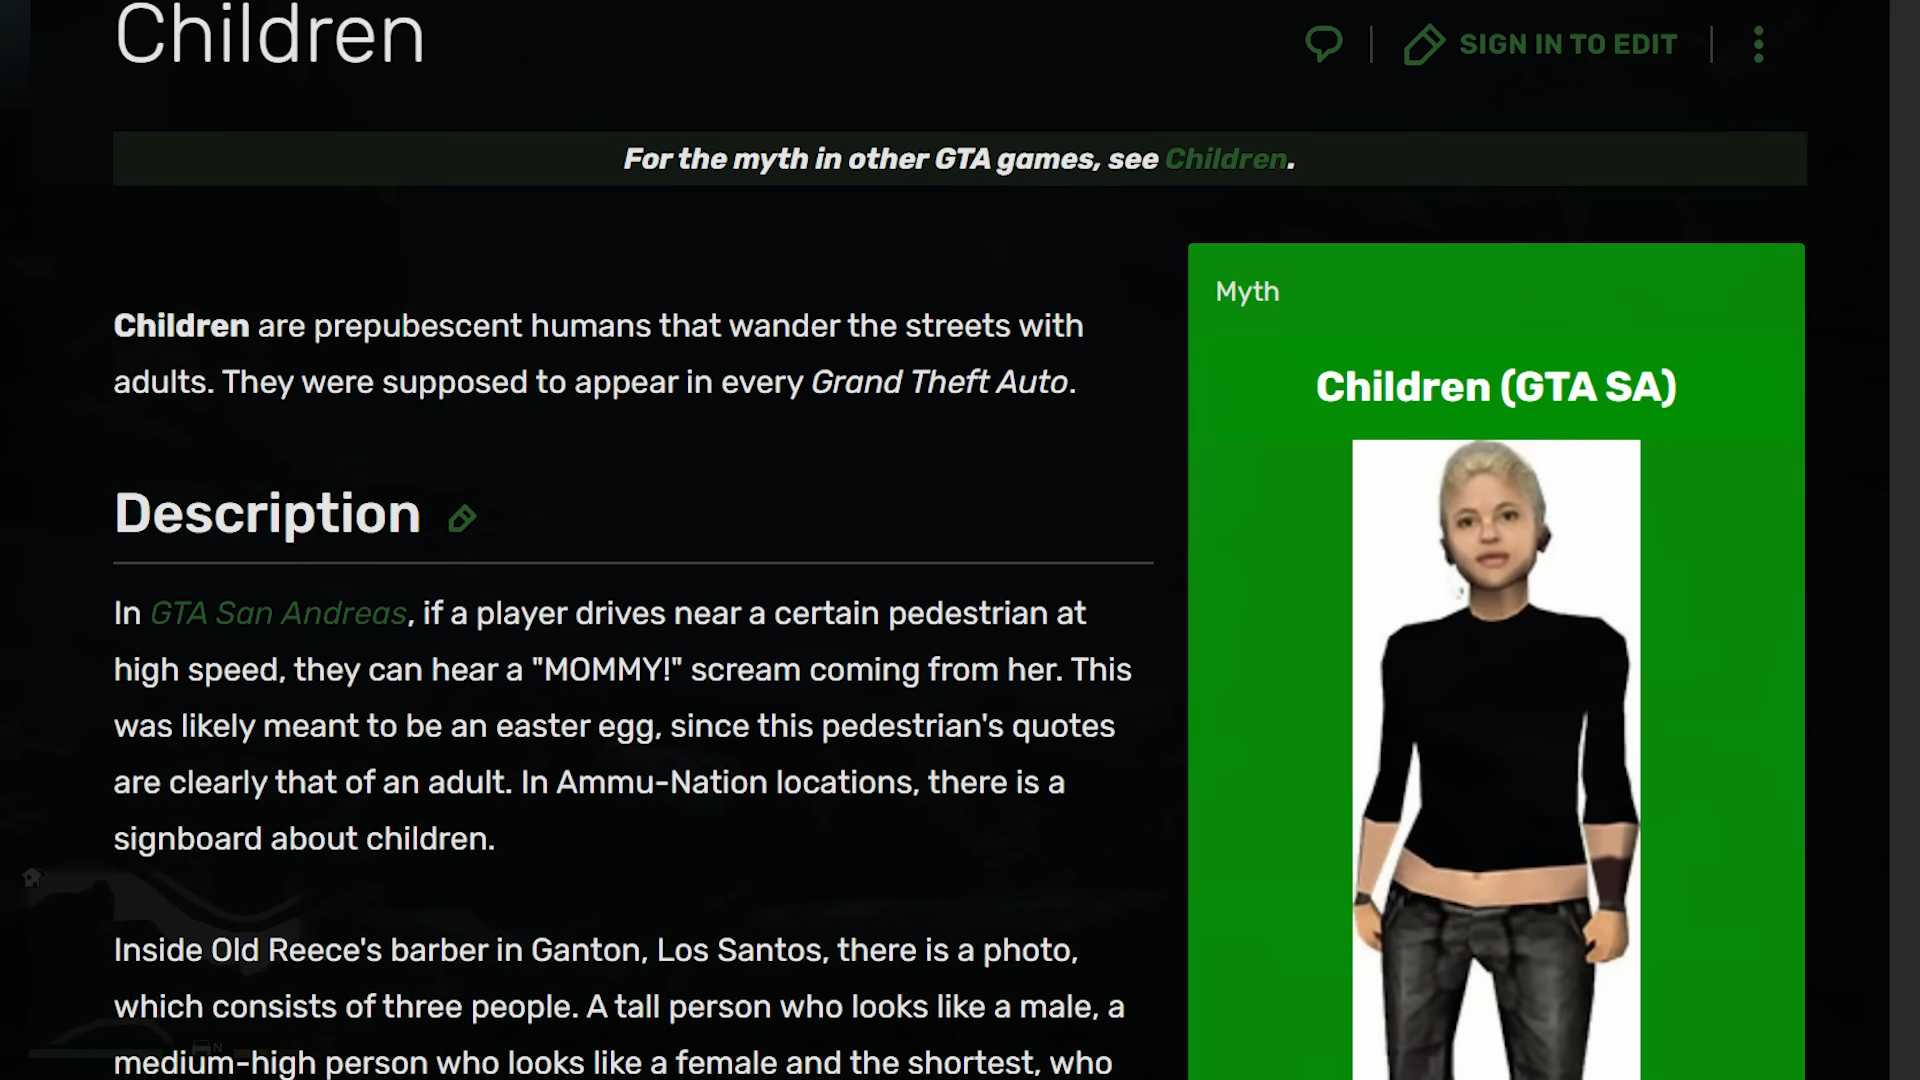 Children
SIGN IN TO EDIT
For the myth in other GTA games, see Children.
Children are prepubescent humans that wander the streets with
adults. They were supposed to appear in every Grand Theft Auto.
Description
In GTA San Andreas, if a player drives near a certain pedestrian at
high speed, they can hear a "MOMMY!" scream coming from her. This
was likely meant to be an easter egg, since this pedestrian's quotes
are clearly that of an adult. In Ammu-Nation locations, there is a
signboard about children.
Inside Old Reece's barber in Ganton, Los Santos, there is a photo,
which consists of three people. A tall person who looks like a male, a
medium-high person who looks like a female and the shortest, who
Myth
Children (GTA SA)
N